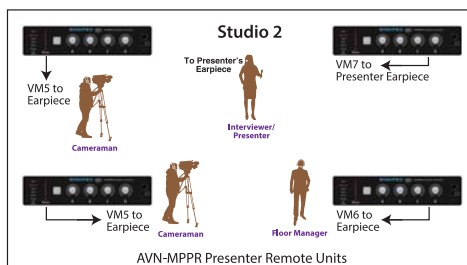 Studio 2
To Presenter's
Earpiece
VM5 to
Earpiece
VM7 to
Presenter Earpiece
Interviewer/
Presenter
Cameraman
VM5 to
Earpiece
Cameraman
Floor Manager
VM6 to
Earpiece
AVN-MPPR Presenter Remote Units